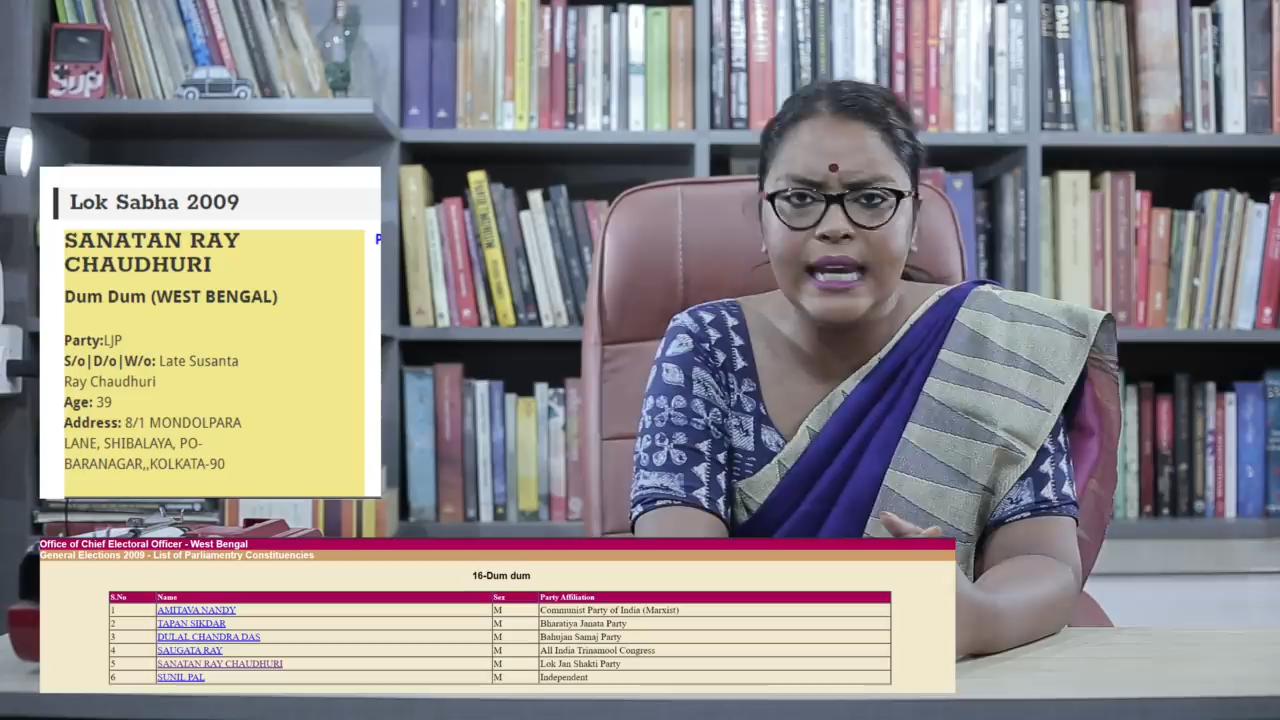 Lok Sabha 2009
SANATAN RAY
CHAUDHURI
P
Dum Dum (WEST BENGAL)
Party:LJP
S/o|D/o|W/o: Late Susanta
Ray Chaudhuri
Age: 39
Address: 8/1 MONDOLPARA
LANE, SHIBALAYA, PO-
BARANAGAR,,KOLKATA-90
Office of Chief Electoral Officer - West Bengal
General Elections 2009 - List of Parliamentry Constituencies
16-Dum dum
S.No Name Sex Party Affiliation
1 AMITAVA NANDY M Communist Party of India (Marxist)
2 TAPAN SIKDAR M Bharatiya Janata Party
3 DULAL CHANDRA DAS M Bahujan Samaj Party
4 SAUGATA RAY M All India Trinamool Congress
5 SANATAN RAY CHAUDHURI M Lok Jan Shakti Party
6 SUNIL PAL M Independent